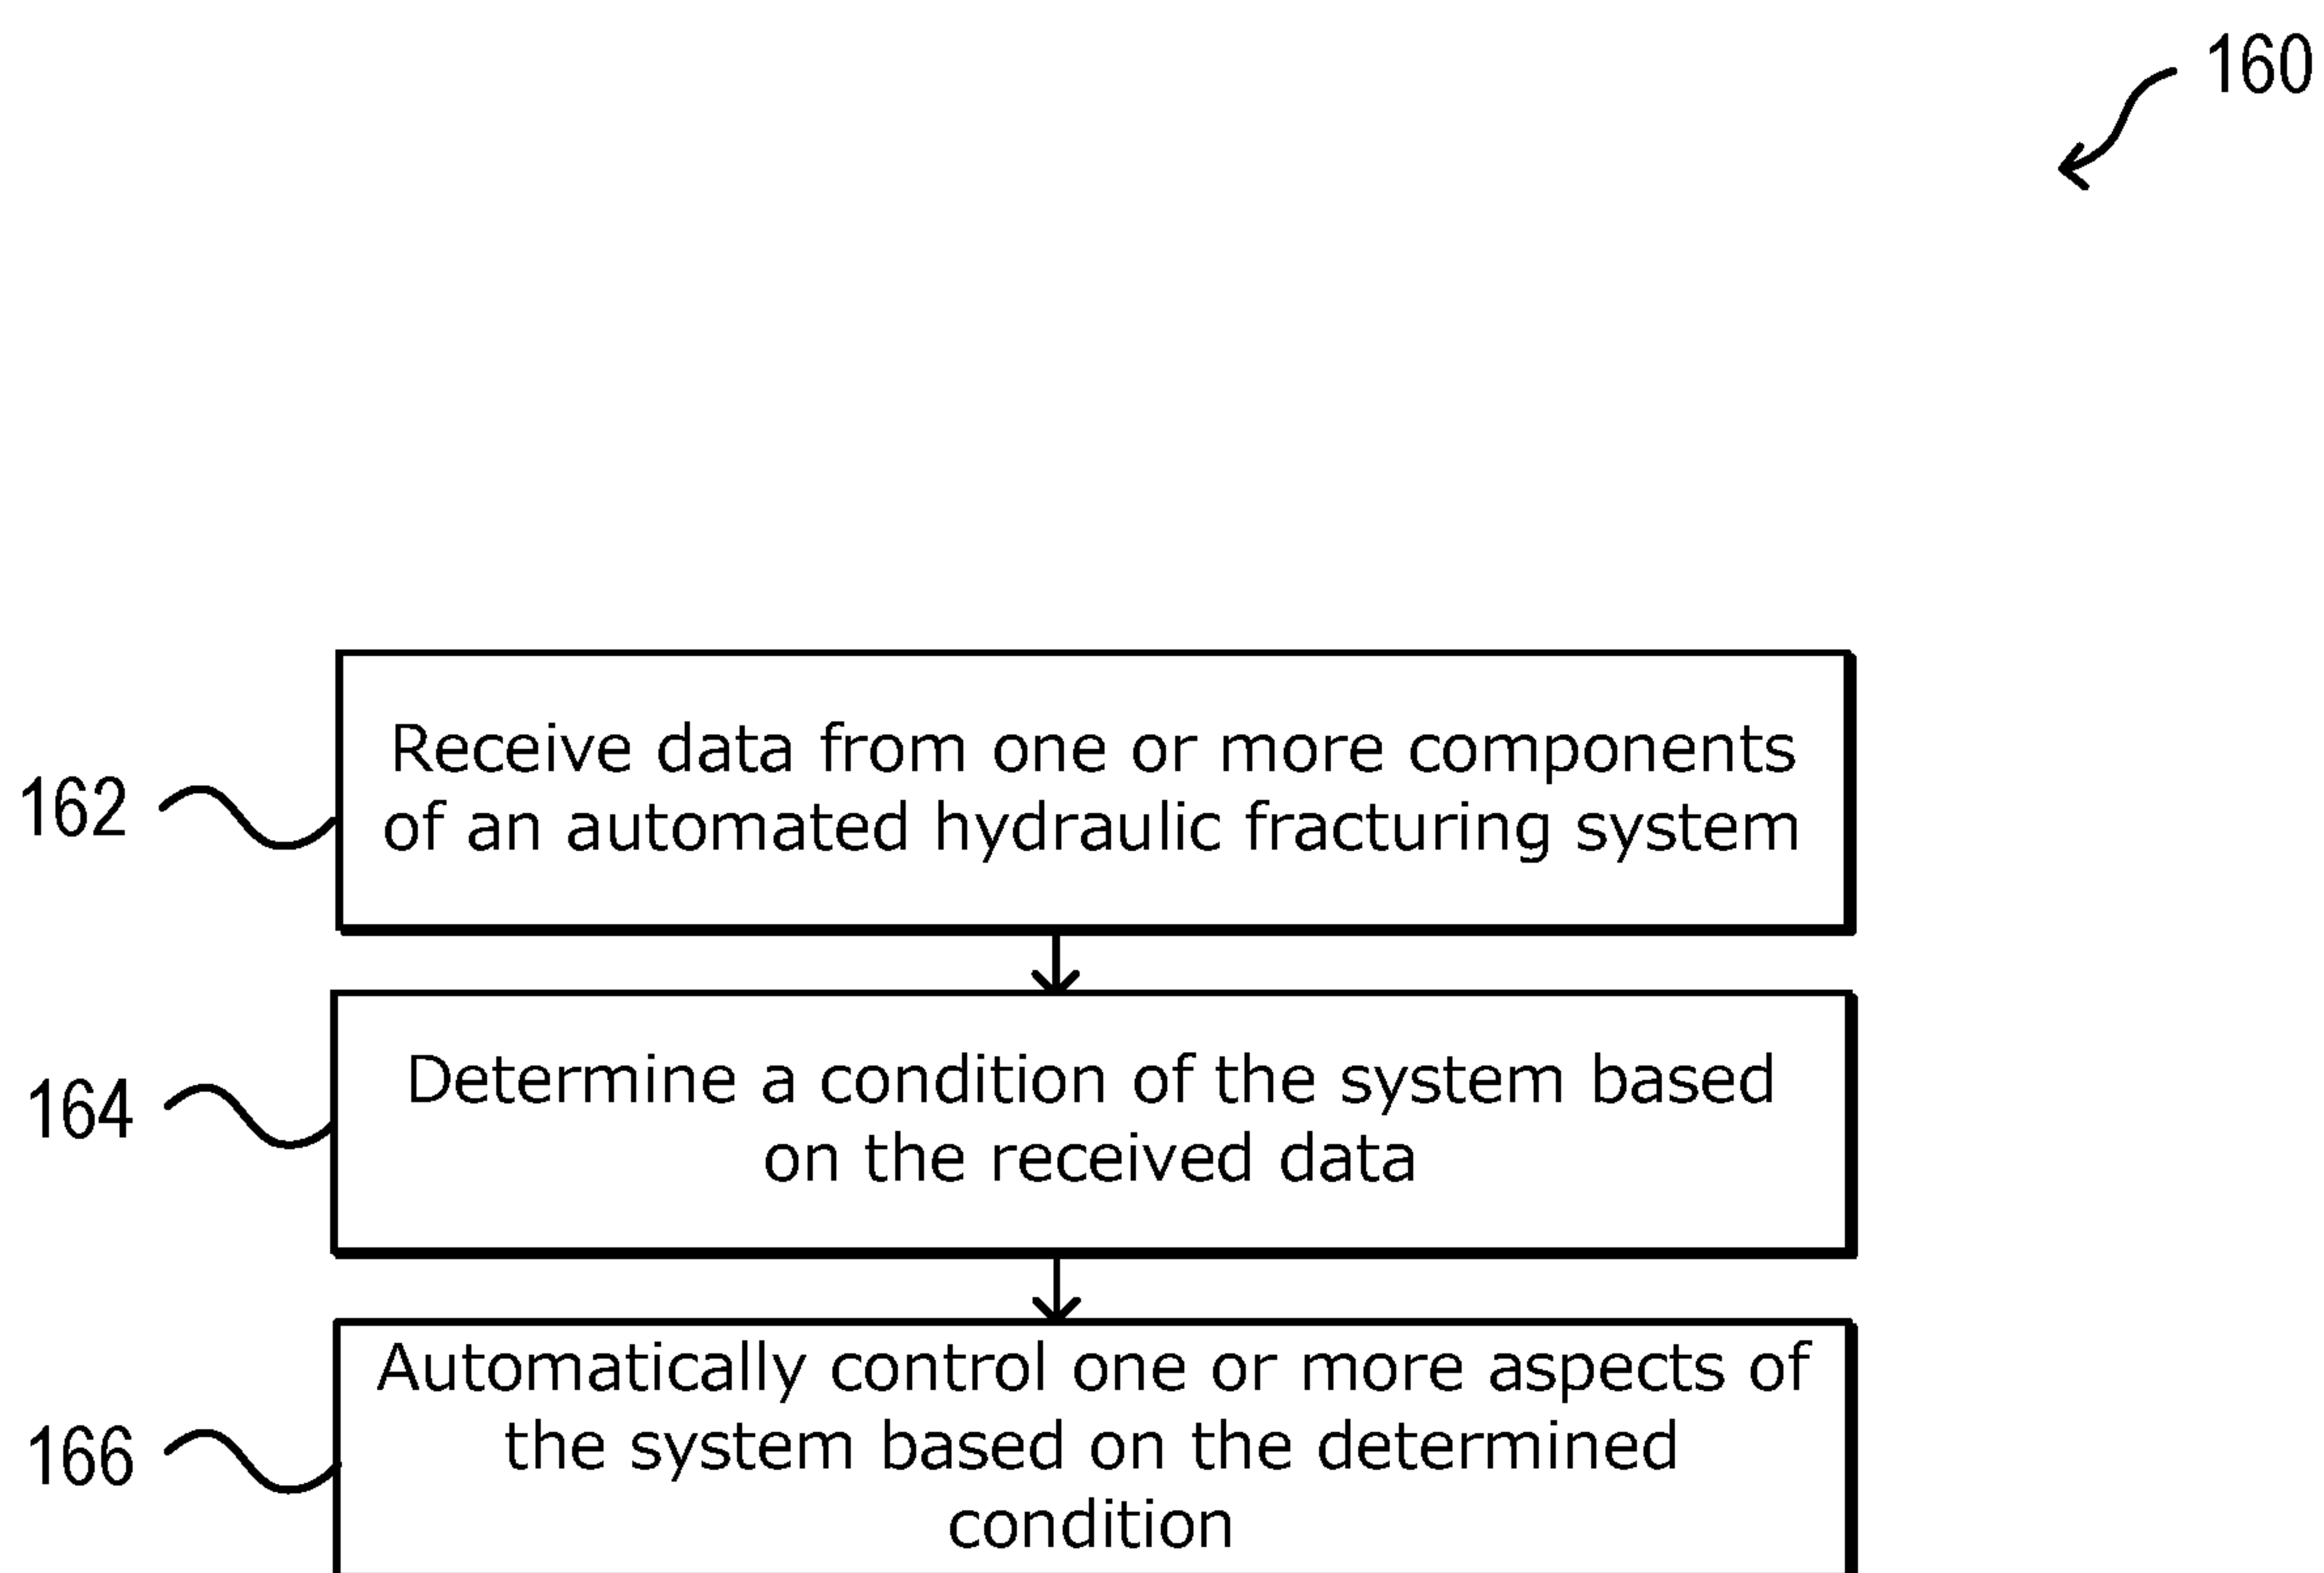 160
162
Receive data from one or more components
of an automated hydraulic fracturing system
164
Determine a condition of the system based
on the received data
166
Automatically control one or more aspects of
the system based on the determined
condition